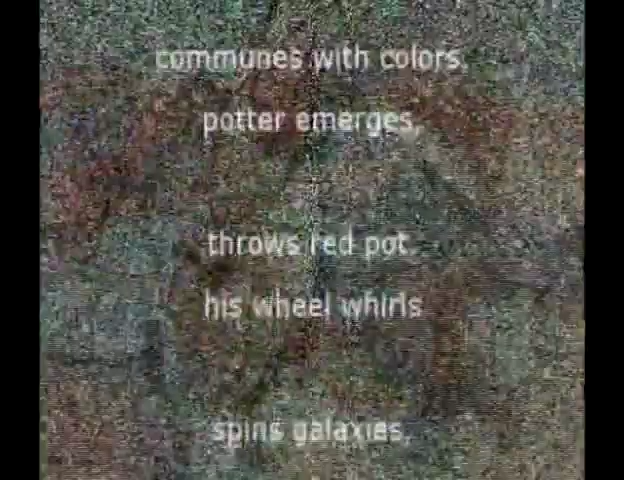 communes with colors.
potter emerges,
throws red pot.
his wheel whirls
spins galaxies,